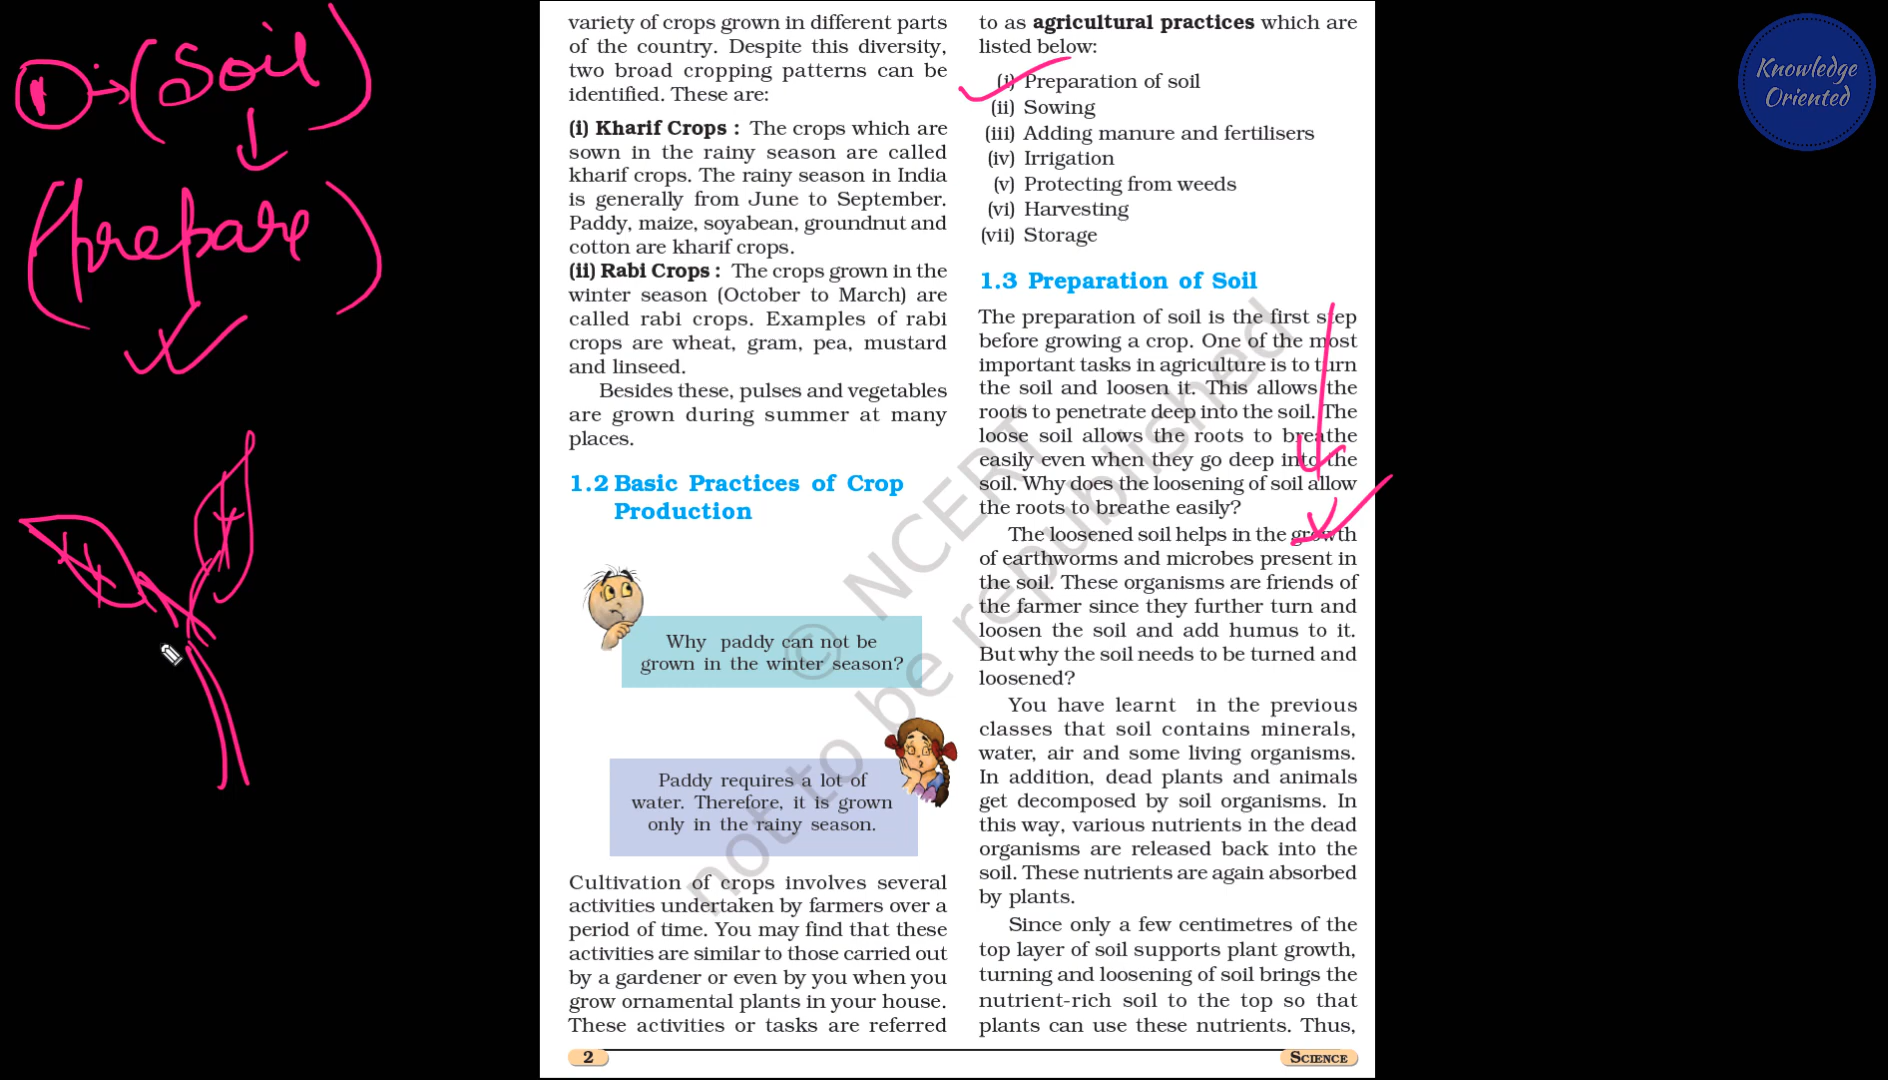 1 → (Soil)
(Prepare)
variety of crops grown in different parts
of the country. Despite this diversity,
two broad cropping patterns can be
identified. These are:
(i) Kharif Crops : The crops which are
sown in the rainy season are called
kharif crops. The rainy season in India
is generally from June to September.
Paddy, maize, soyabean, groundnut and
cotton are kharif crops.
(ii) Rabi Crops : The crops grown in the
winter season (October to March) are
called rabi crops. Examples of rabi
crops are wheat, gram, pea, mustard
and linseed.
Besides these, pulses and vegetables
are grown during summer at many
places.
1.2 Basic Practices of Crop
Production
Why paddy can not be
grown in the winter season?
Paddy requires a lot of
water. Therefore, it is grown
only in the rainy season.
Cultivation of crops involves several
activities undertaken by farmers over a
period of time. You may find that these
activities are similar to those carried out
by a gardener or even by you when you
grow ornamental plants in your house.
These activities or tasks are referred
to as agricultural practices which are
listed below:
(i) Preparation of soil
(ii) Sowing
(iii) Adding manure and fertilisers
(iv) Irrigation
(v) Protecting from weeds
(vi) Harvesting
(vii) Storage
1.3 Preparation of Soil
The preparation of soil is the first step
before growing a crop. One of the most
important tasks in agriculture is to turn
the soil and loosen it. This allows the
roots to penetrate deep into the soil. The
loose soil allows the roots to breathe
easily even when they go deep into the
soil. Why does the loosening of soil allow
the roots to breathe easily?
The loosened soil helps in the growth
of earthworms and microbes present in
the soil. These organisms are friends of
the farmer since they further turn and
loosen the soil and add humus to it.
But why the soil needs to be turned and
loosened?
You have learnt in the previous
classes that soil contains minerals,
water, air and some living organisms.
In addition, dead plants and animals
get decomposed by soil organisms. In
this way, various nutrients in the dead
organisms are released back into the
soil. These nutrients are again absorbed
by plants.
Since only a few centimetres of the
top layer of soil supports plant growth,
turning and loosening of soil brings the
nutrient-rich soil to the top so that
plants can use these nutrients. Thus,
2
SCIENCE
© NCERT
not to be republished
Knowledge
Oriented